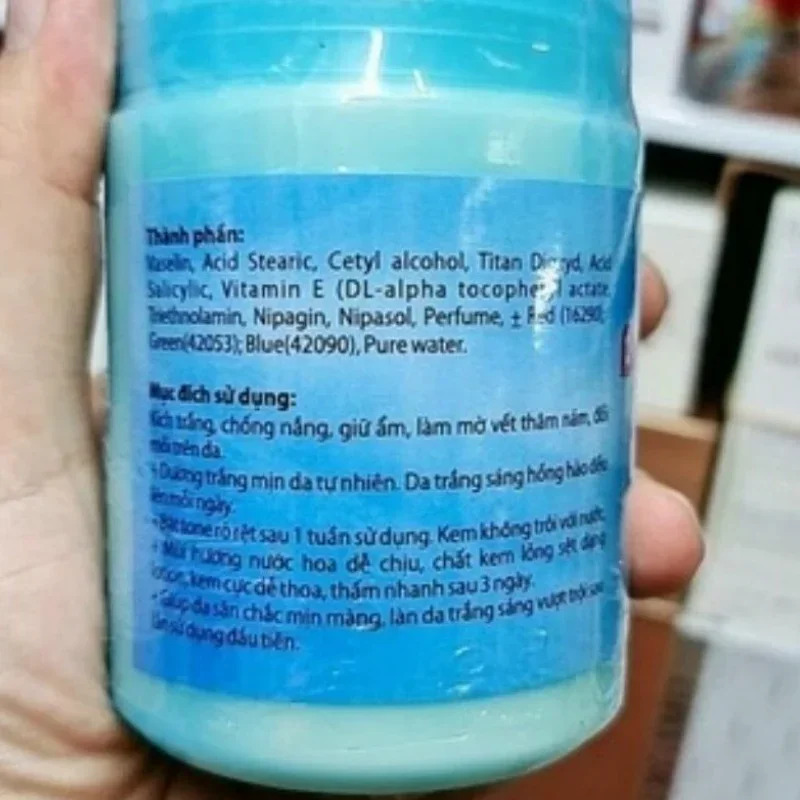 Thành phần:
Vaselin, Acid Stearic, Cetyl alcohol, Titan Dioxyd, Acid
Salicylic, Vitamin E (DL-alpha tocopheryl actate,
Triethnolamin, Nipagin, Nipasol, Perfume, ± Red (16290),
Green(42053); Blue(42090), Pure water.
Mục đích sử dụng:
Kích trắng, chống nắng, giữ ẩm, làm mờ vết thâm nám, đồi
mồi trên da.
+ Dưỡng trắng mịn da tự nhiên. Da trắng sáng hồng hào đều
lên mỗi ngày.
+ Bật tone rõ rệt sau 1 tuần sử dụng. Kem không trôi với nước,
+ Mùi hương nước hoa dễ chịu, chất kem lỏng sệt dạng
lotion, kem cực dễ thoa, thấm nhanh sau 3 ngày.
+ Giúp da săn chắc mịn màng, làn da trắng sáng vượt trội sau
lần sử dụng đầu tiên.